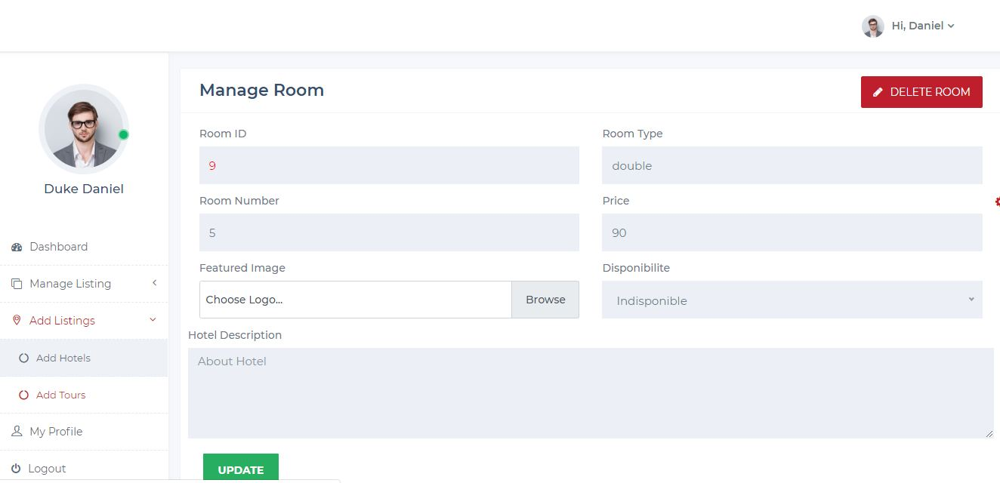 Hi, Daniel
Duke Daniel
Dashboard
Manage Listing
Add Listings
Add Hotels
Add Tours
My Profile
Logout
Manage Room
DELETE ROOM
Room ID
9
Room Type
double
Room Number
5
Price
90
Featured Image
Choose Logo...
Browse
Disponibilite
Indisponible
Hotel Description
About Hotel
UPDATE